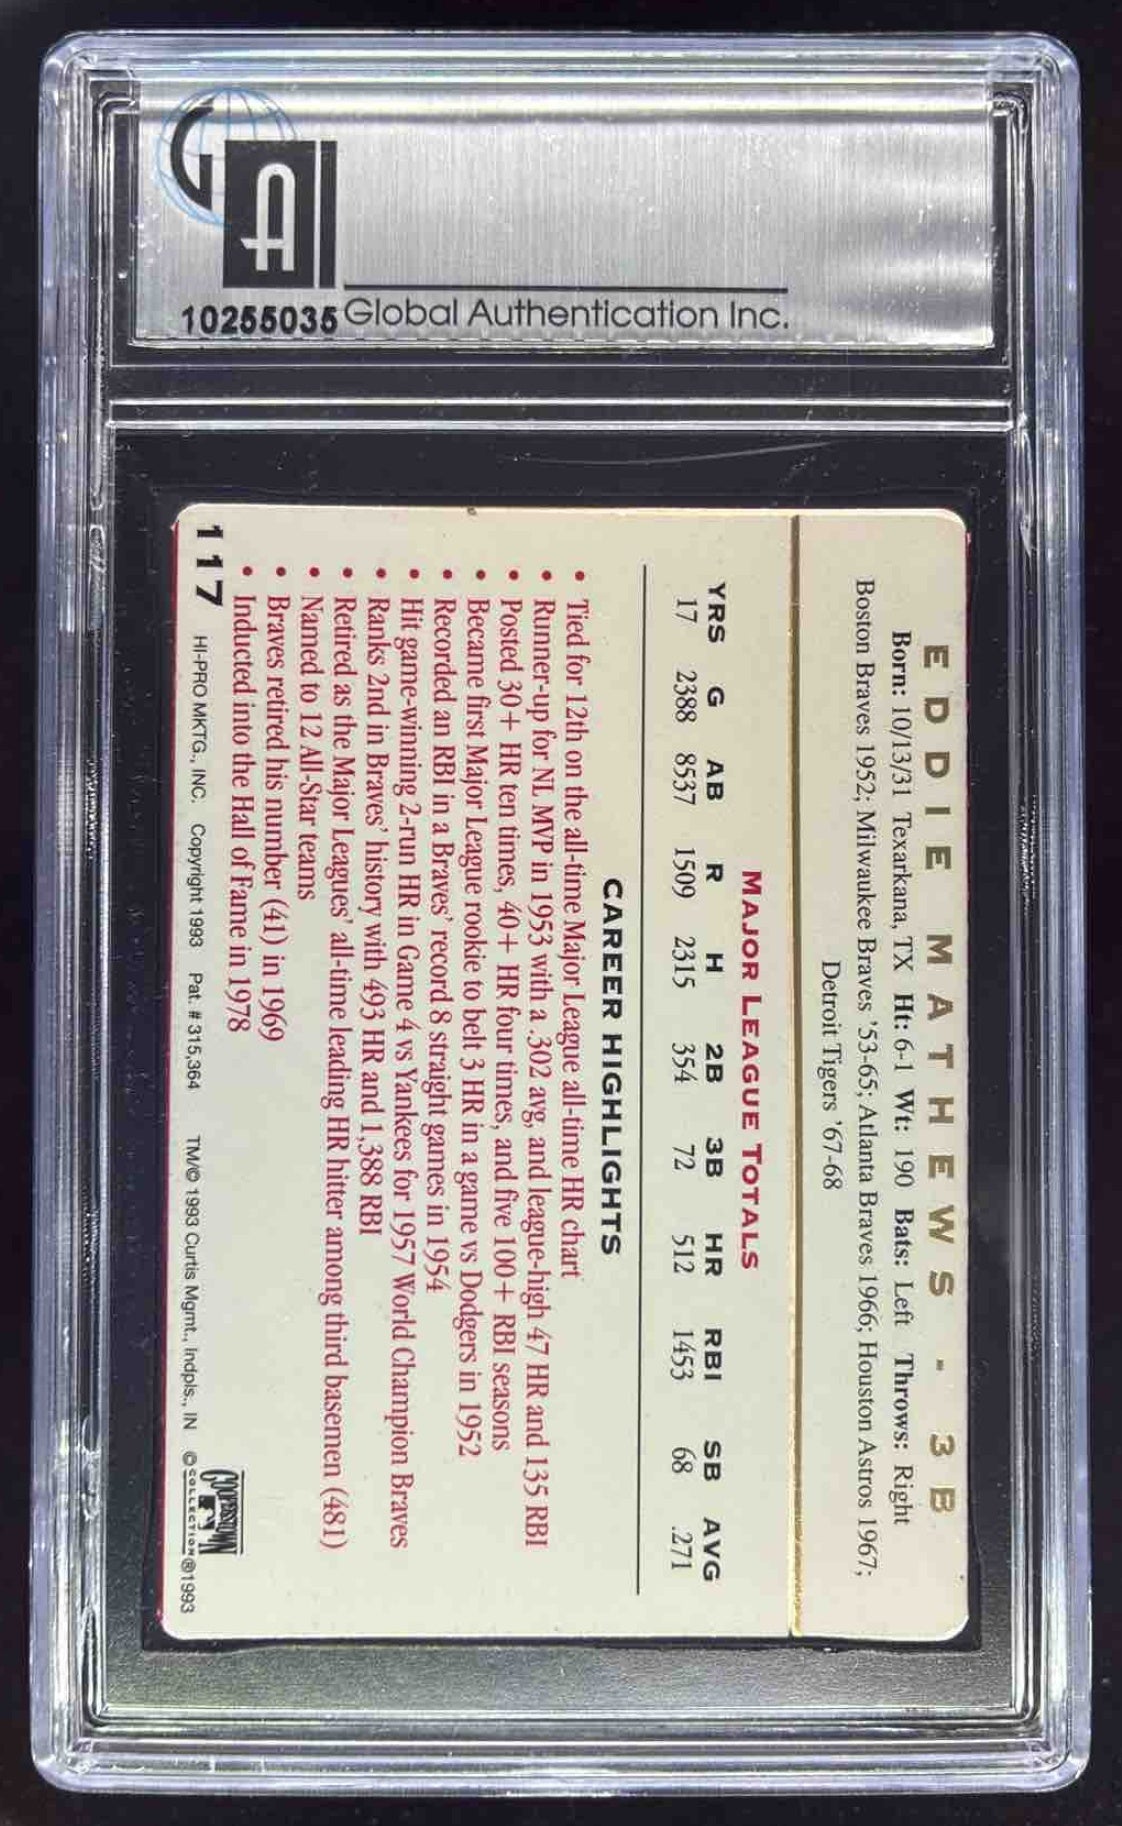 GA
10255035 Global Authentication Inc.
EDDIE MATHEWS - 3B
Born: 10/13/31 Texarkana, TX Ht: 6-1 Wt: 190 Bats: Left Throws: Right
Boston Braves 1952; Milwaukee Braves '53-65; Atlanta Braves 1966; Houston Astros 1967;
Detroit Tigers '67-68
MAJOR LEAGUE TOTALS
YRS G AB R H 2B 3B HR RBI SB AVG
17 2388 8537 1509 2315 354 72 512 1453 68 .271
CAREER HIGHLIGHTS
• Tied for 12th on the all-time Major League all-time HR chart
• Runner-up for NL MVP in 1953 with a .302 avg, and league-high 47 HR and 135 RBI
• Posted 30+ HR ten times, 40+ HR four times, and five 100+ RBI seasons
• Became first Major League rookie to belt 3 HR in a game vs Dodgers in 1952
• Recorded an RBI in a Braves' record 8 straight games in 1954
• Hit game-winning 2-run HR in Game 4 vs Yankees for 1957 World Champion Braves
• Ranks 2nd in Braves' history with 493 HR and 1,388 RBI
• Retired as the Major Leagues' all-time leading HR hitter among third basemen (481)
• Named to 12 All-Star teams
• Braves retired his number (41) in 1969
• Inducted into the Hall of Fame in 1978
COOPERSTOWN
COLLECTION
117 HI-PRO MKTG., INC. Copyright 1993 Pat. # 315,364 TM/© 1993 Curtis Mgmt., Indpls., IN © ®1993